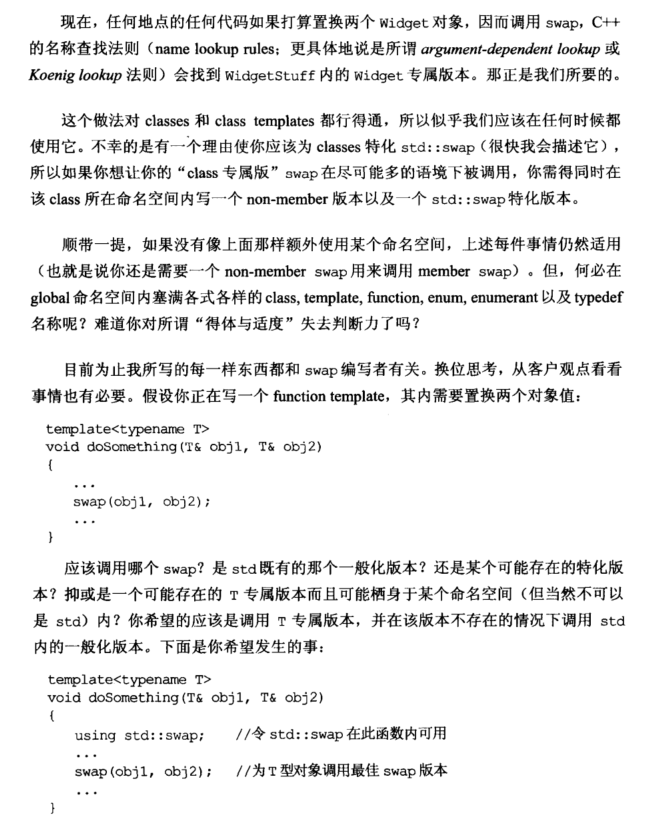 现在，任何地点的任何代码如果打算置换两个 Widget 对象，因而调用 swap，C++
的名称查找法则（name lookup rules；更具体地说是所谓 argument-dependent lookup 或
Koenig lookup 法则）会找到 WidgetStuff 内的 Widget 专属版本。那正是我们所要的。
这个做法对 classes 和 class templates 都行得通，所以似乎我们应该在任何时候都
使用它。不幸的是有一个理由使你应该为 classes 特化 std::swap（很快我会描述它），
所以如果你想让你的“class 专属版”swap 在尽可能多的语境下被调用，你需得同时在
该 class 所在命名空间内写一个 non-member 版本以及一个 std::swap 特化版本。
顺带一提，如果没有像上面那样额外使用某个命名空间，上述每件事情仍然适用
（也就是说你还是需要一个 non-member swap 用来调用 member swap）。但，何必在
global 命名空间内塞满各式各样的 class, template, function, enum, enumerant 以及 typedef
名称呢？难道你对所谓“得体与适度”失去判断力了吗？
目前为止我所写的每一样东西都和 swap 编写者有关。换位思考，从客户观点看看
事情也有必要。假设你正在写一个 function template，其内需要置换两个对象值：
template<typename T>
void doSomething(T& obj1, T& obj2)
{
...
swap(obj1, obj2);
...
}
应该调用哪个 swap？是 std 既有的那个一般化版本？还是某个可能存在的特化版
本？抑或是一个可能存在的 T 专属版本而且可能栖身于某个命名空间（但当然不可以
是 std）内？你希望的应该是调用 T 专属版本，并在该版本不存在的情况下调用 std
内的一般化版本。下面是你希望发生的事：
template<typename T>
void doSomething(T& obj1, T& obj2)
{
using std::swap; //令 std::swap 在此函数内可用
...
swap(obj1, obj2); //为 T 型对象调用最佳 swap 版本
...
}